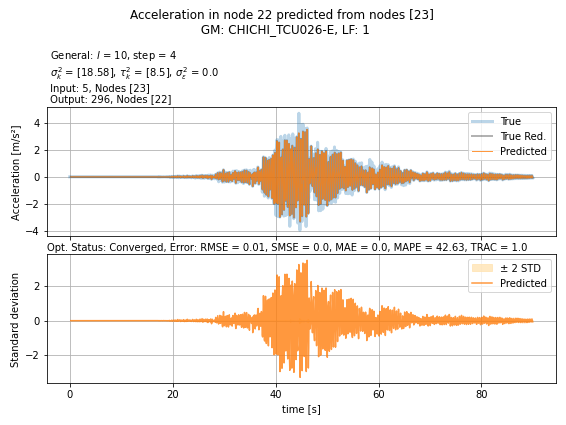 Acceleration in node 22 predicted from nodes [23]
GM: CHICHI_TCU026-E, LF: 1
General: l = 10, step = 4
σ²ₖ = [18.58], τ²ₖ = [8.5], σ²ε = 0.0
Input: 5, Nodes [23]
Output: 296, Nodes [22]
Acceleration [m/s²]
4
2
0
−2
−4
True
True Red.
Predicted
Opt. Status: Converged, Error: RMSE = 0.01, SMSE = 0.0, MAE = 0.0, MAPE = 42.63, TRAC = 1.0
Standard deviation
2
0
−2
± 2 STD
Predicted
0
20
40
60
80
time [s]